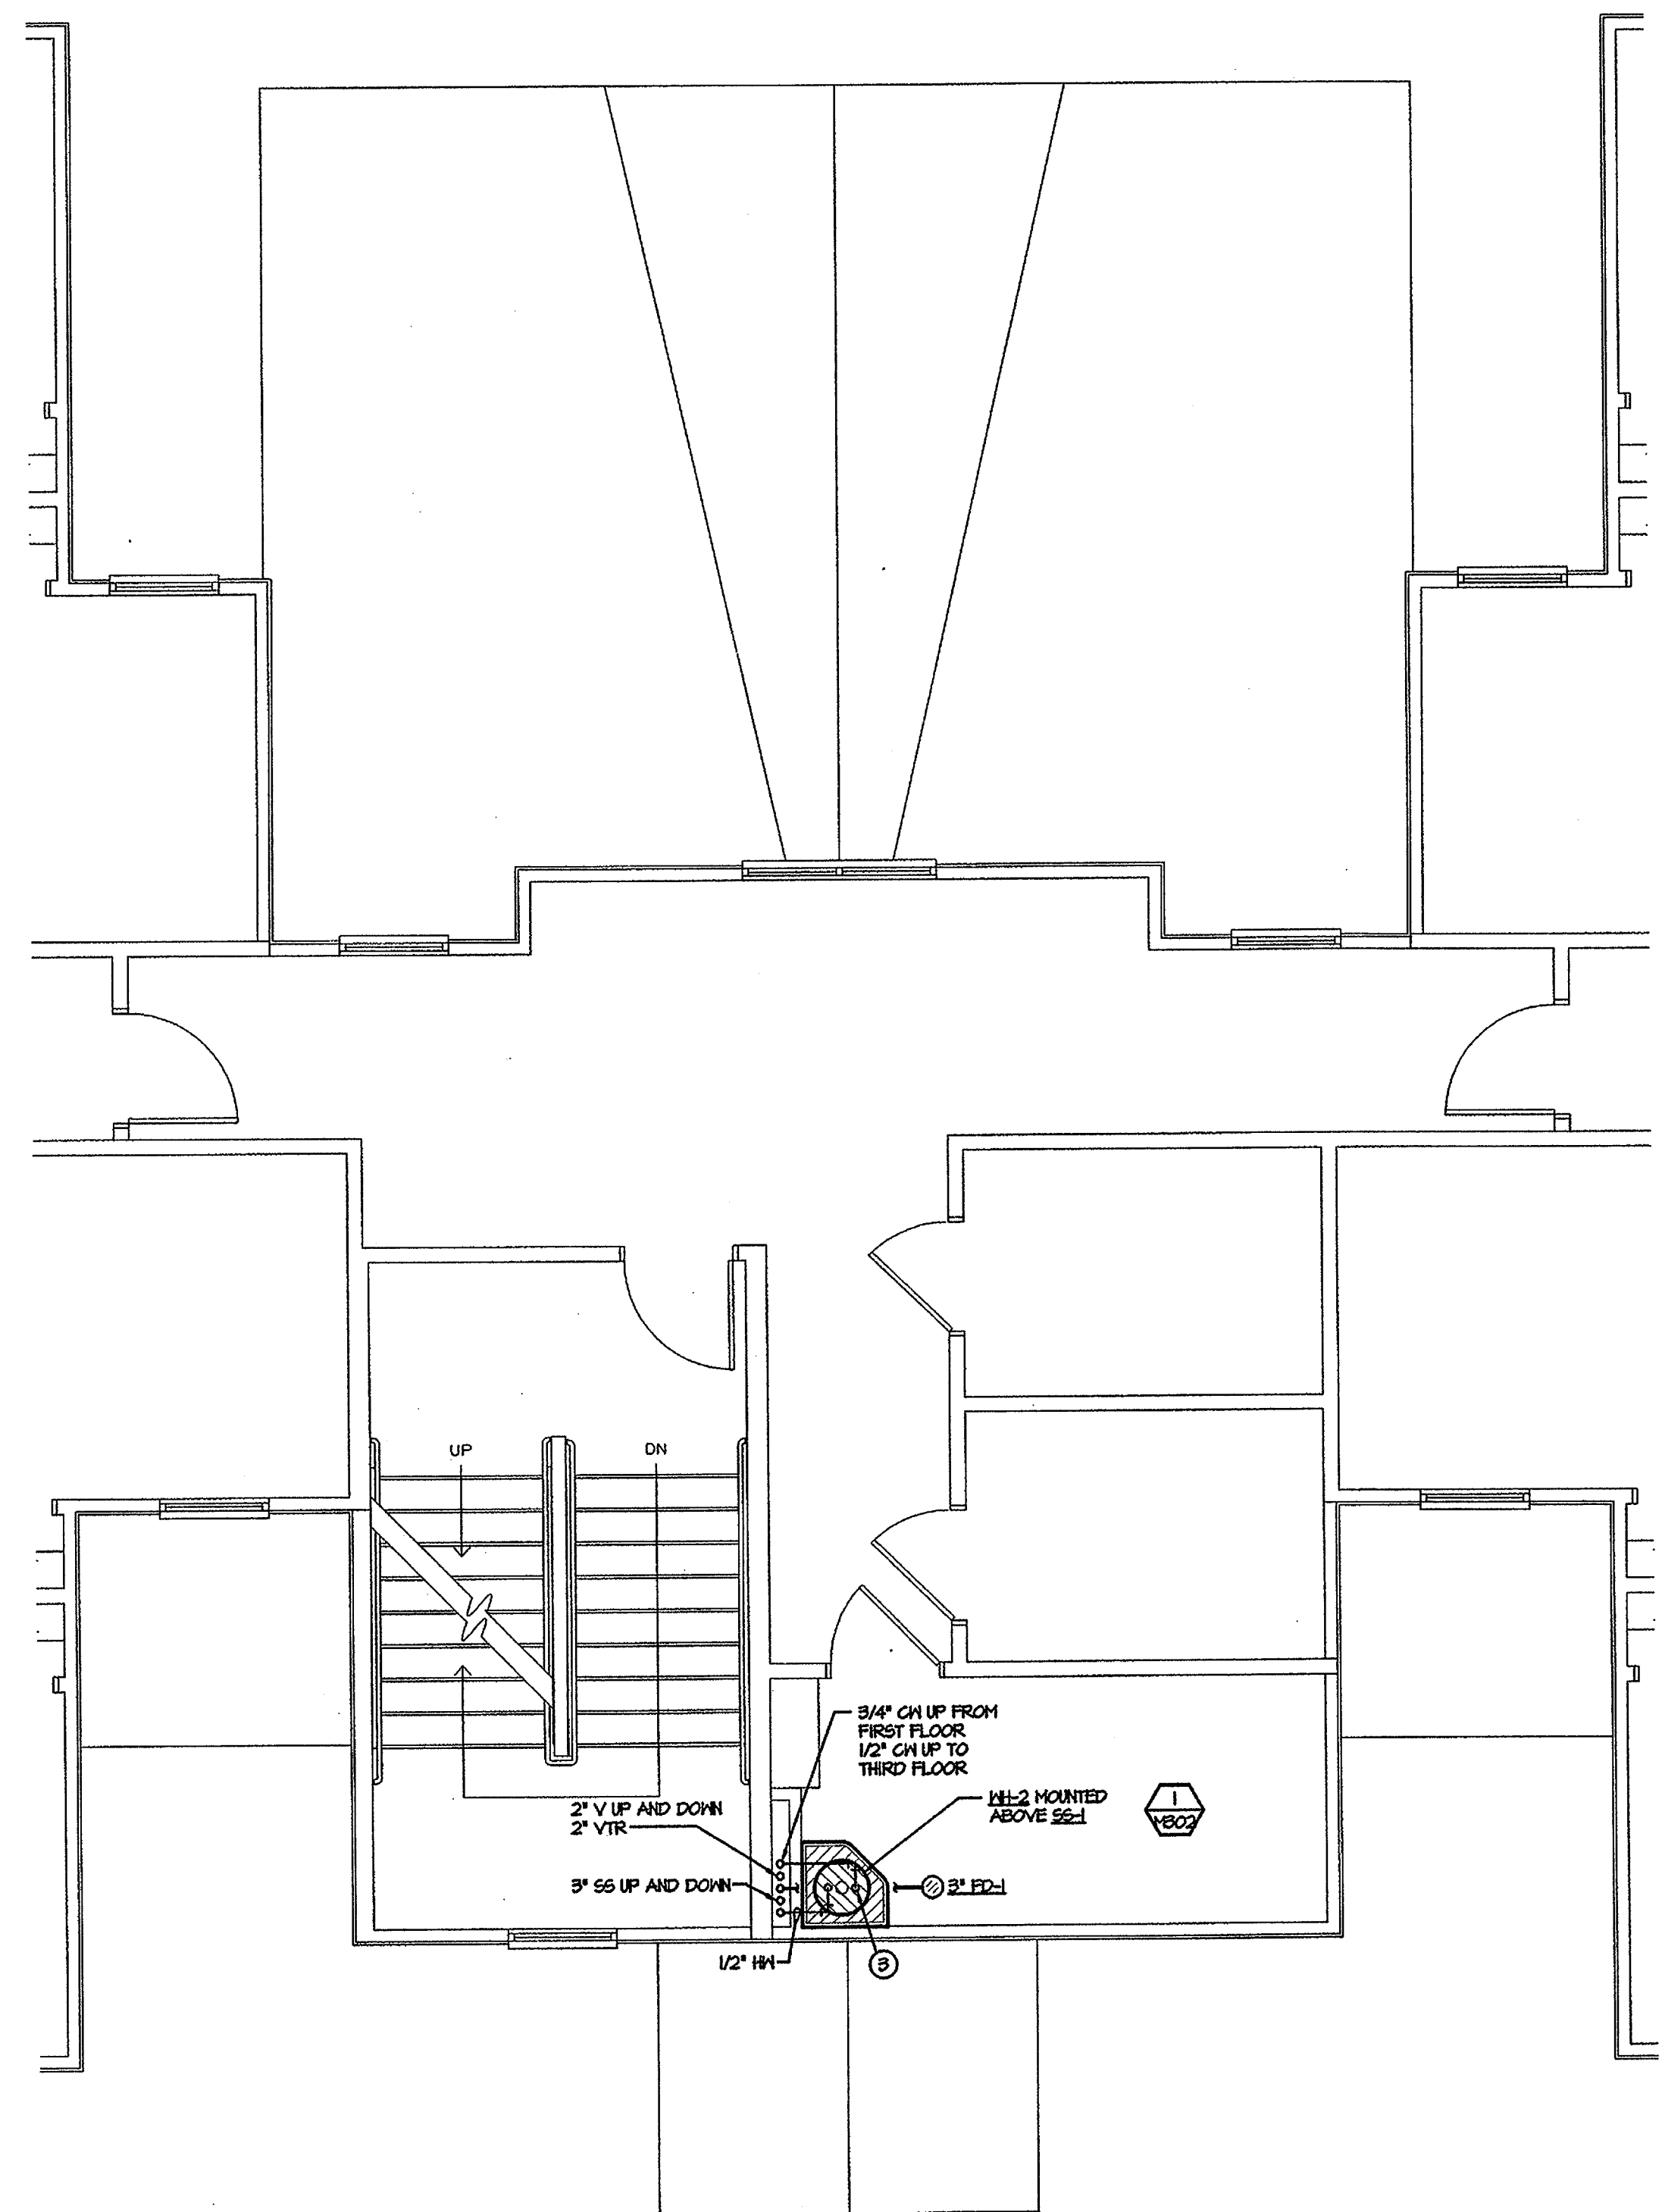 UP
DN
3/4" CW UP FROM
FIRST FLOOR
1/2" CW UP TO
THIRD FLOOR
WH-2 MOUNTED
ABOVE SS-1
1
M302
2" V UP AND DOWN
2" VTR
3" SS UP AND DOWN
3" FD-1
1/2" HW
3